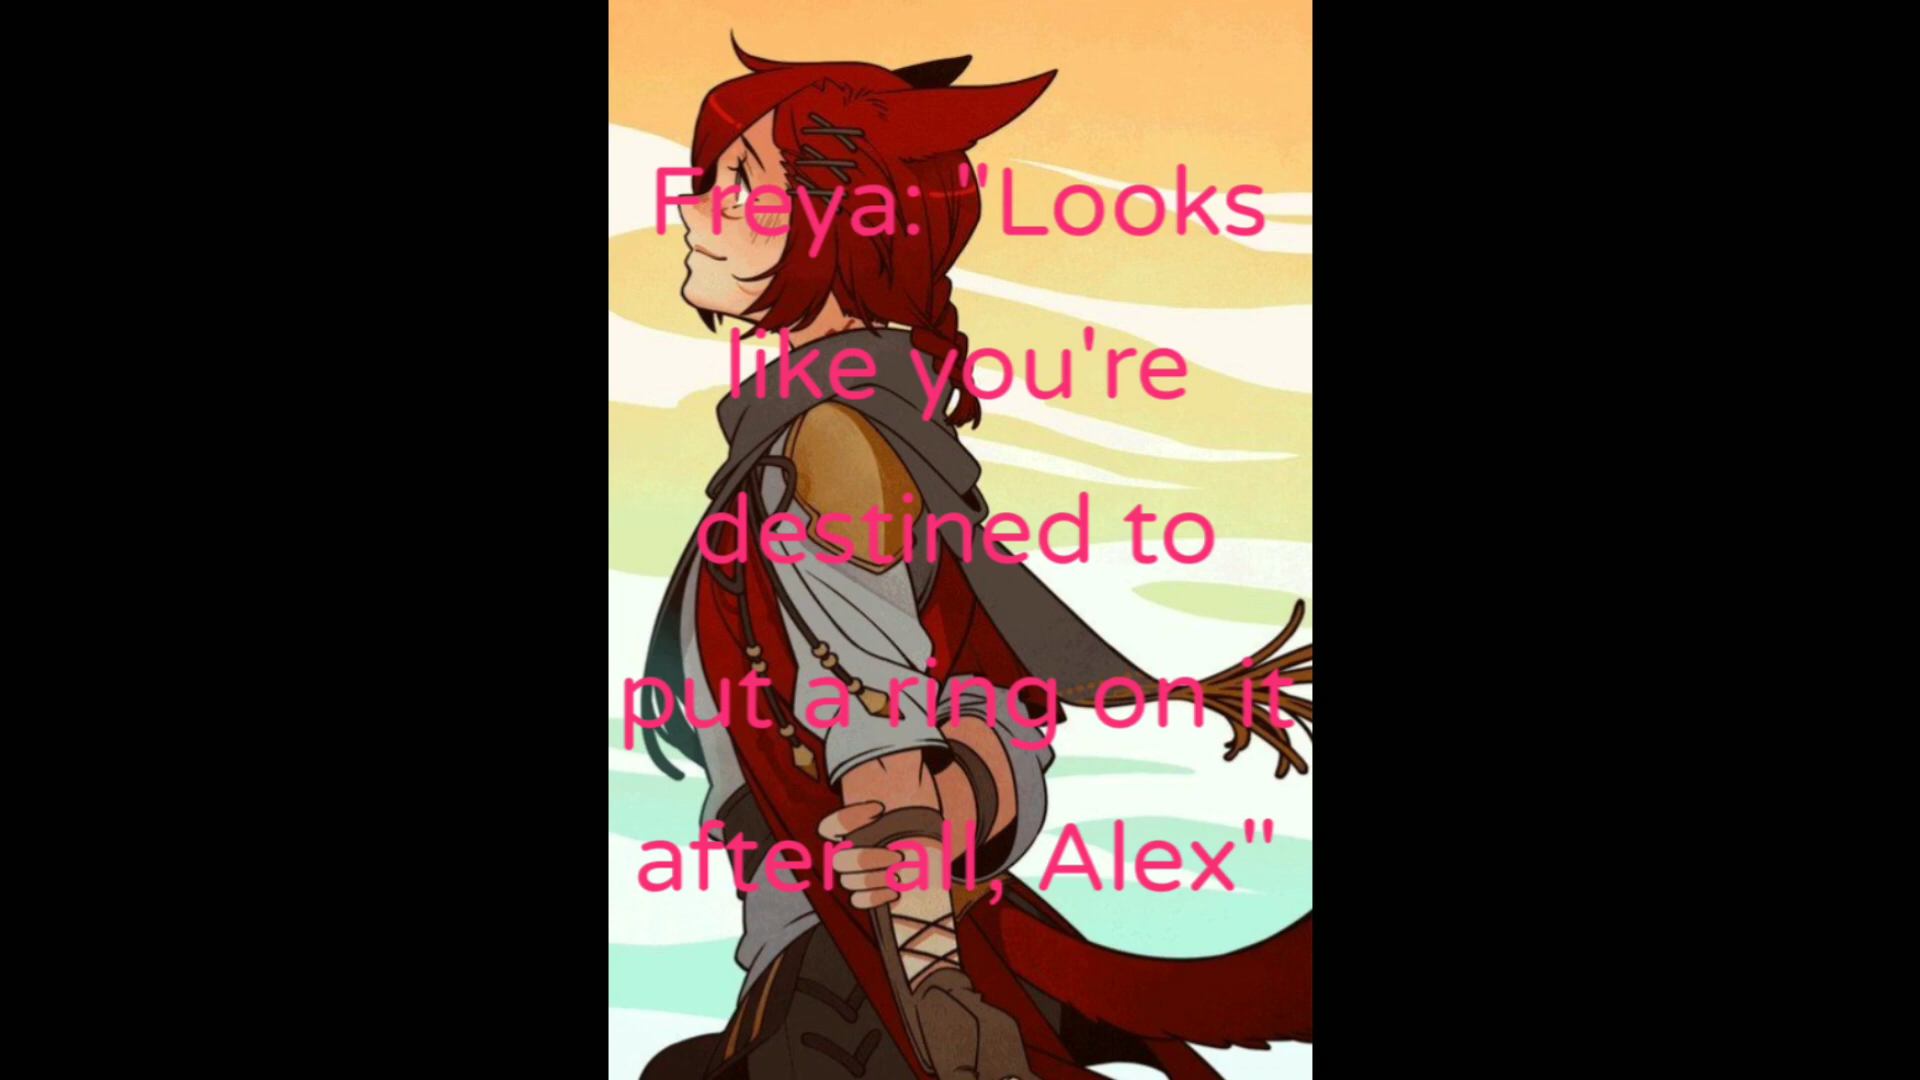 Freya: "Looks
like you're
destined to
put a ring on it
after all, Alex"